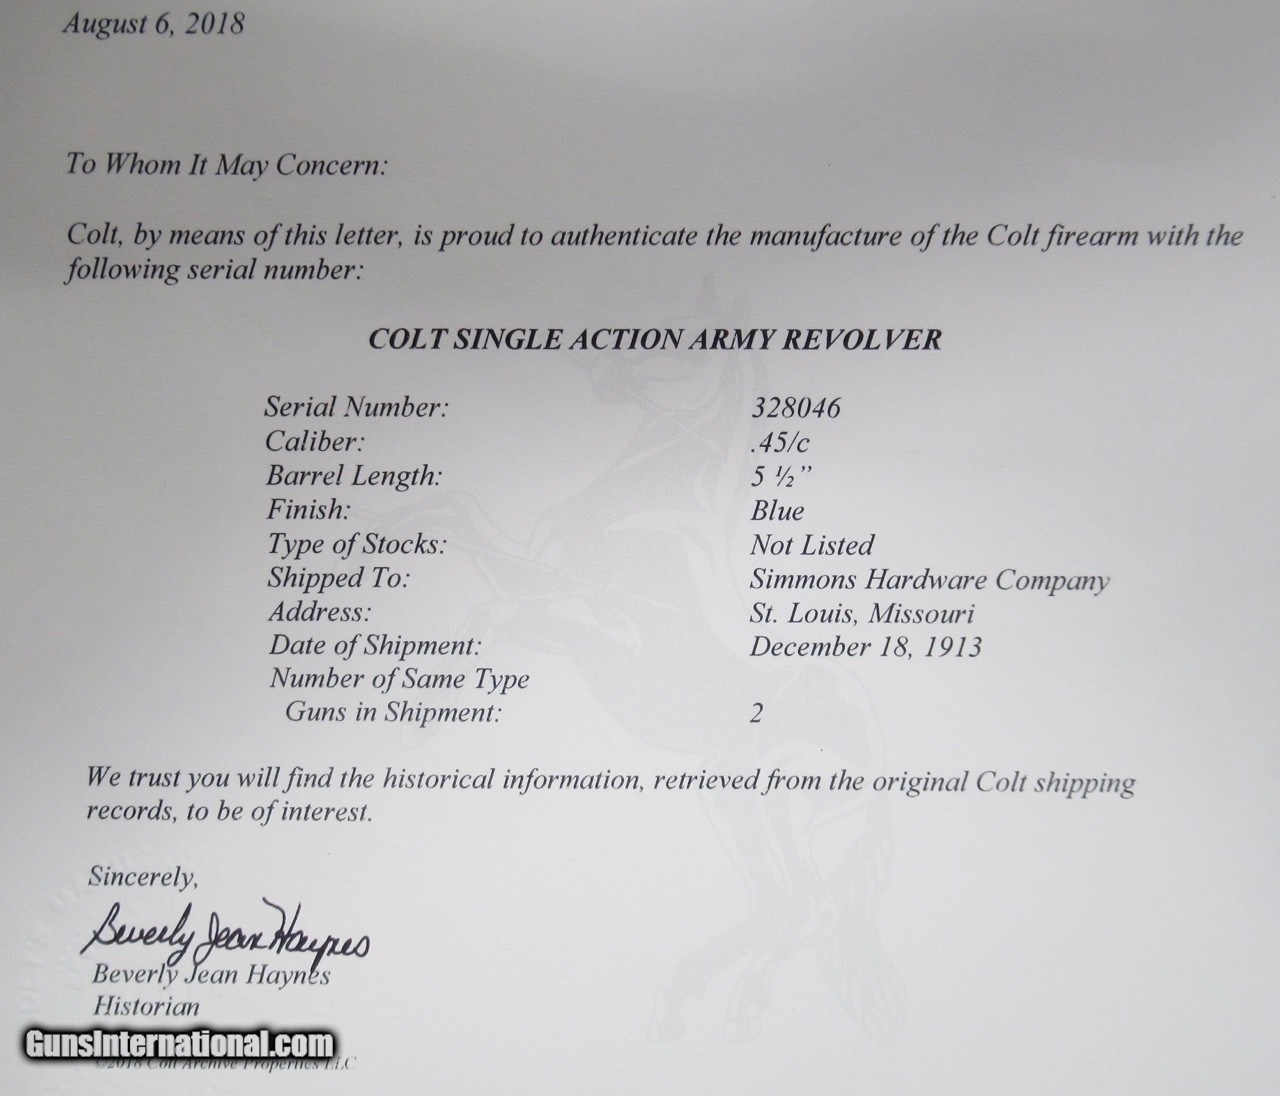 August 6, 2018
To Whom It May Concern:
Colt, by means of this letter, is proud to authenticate the manufacture of the Colt firearm with the
following serial number:
COLT SINGLE ACTION ARMY REVOLVER
Serial Number: 328046
Caliber: .45/c
Barrel Length: 5 ½”
Finish: Blue
Type of Stocks: Not Listed
Shipped To: Simmons Hardware Company
Address: St. Louis, Missouri
Date of Shipment: December 18, 1913
Number of Same Type
Guns in Shipment: 2
We trust you will find the historical information, retrieved from the original Colt shipping
records, to be of interest.
Sincerely,
Beverly Jean Haynes
Beverly Jean Haynes
Historian
GunsInternational.com
©2018 Colt Archive Properties LLC